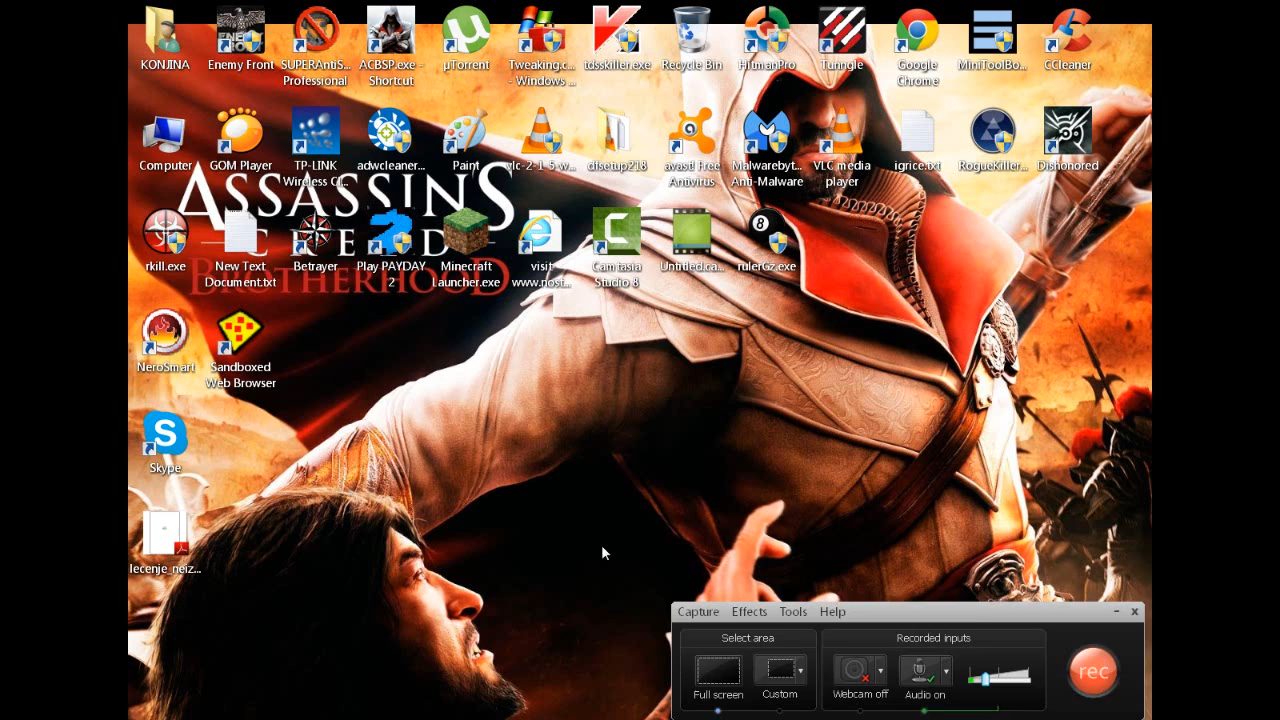 KONJINA
Enemy Front
SUPERAntiS...
Professional
ACBSP.exe -
Shortcut
µTorrent
Tweaking.c...
- Windows ...
tdsskiller.exe
Recycle Bin
HitmanPro
Tunngle
Google
Chrome
MiniToolBo...
CCleaner
Computer
GOM Player
TP-LINK
Wireless Cl...
adwcleaner...
Paint
vlc-2-1-5-w...
dfsetup218
avast! Free
Antivirus
Malwarebyt...
Anti-Malware
VLC media
player
igrice.txt
RogueKiller...
Dishonored
ASSASSINS
CREED
BROTHERHOOD
rkill.exe
New Text
Document.txt
Betrayer
Play PAYDAY
2
Minecraft
Launcher.exe
visit
www.nost...
Camtasia
Studio 8
Untitled.ca...
8
rulerGz.exe
NeroSmart
Sandboxed
Web Browser
S
Skype
lecenje_neiz...
Capture Effects Tools Help
Select area
Recorded inputs
Full screen
Custom
Webcam off
Audio on
rec